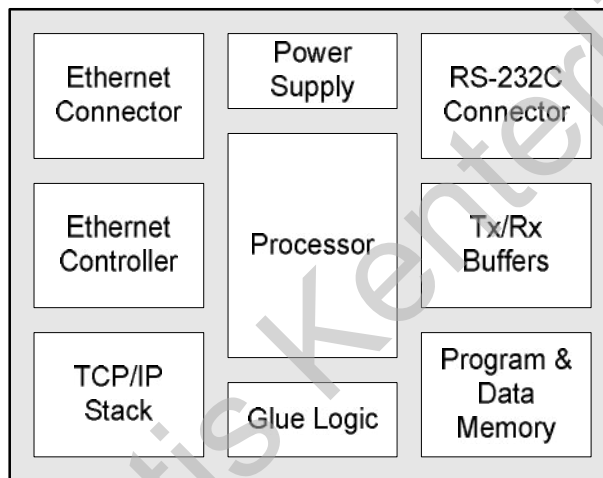 Ethernet
Connector
Power
Supply
RS-232C
Connector
Ethernet
Controller
Processor
Tx/Rx
Buffers
TCP/IP
Stack
Glue Logic
Program &
Data
Memory